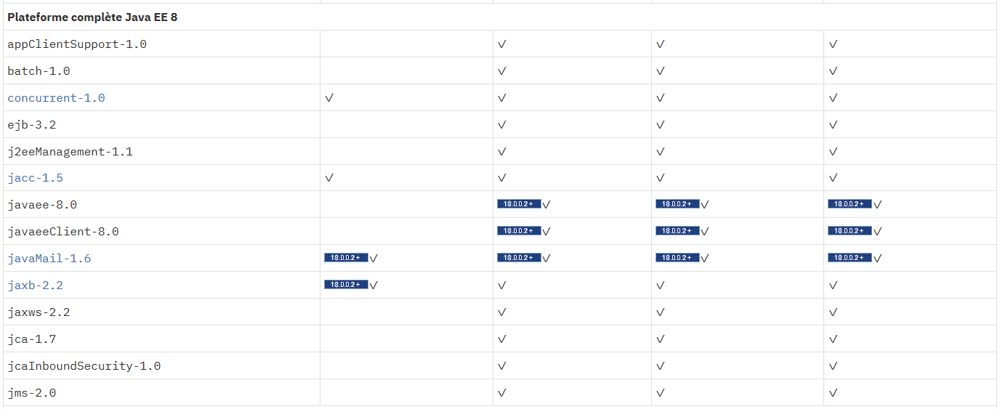 Plateforme complète Java EE 8
appClientSupport-1.0 ✓ ✓ ✓
batch-1.0 ✓ ✓ ✓
concurrent-1.0 ✓ ✓ ✓ ✓
ejb-3.2 ✓ ✓ ✓
j2eeManagement-1.1 ✓ ✓ ✓
jacc-1.5 ✓ ✓ ✓ ✓
javaee-8.0 18.0.0.2+ ✓ 18.0.0.2+ ✓ 18.0.0.2+ ✓
javaeeClient-8.0 18.0.0.2+ ✓ 18.0.0.2+ ✓ 18.0.0.2+ ✓
javaMail-1.6 18.0.0.2+ ✓ 18.0.0.2+ ✓ 18.0.0.2+ ✓ 18.0.0.2+ ✓
jaxb-2.2 18.0.0.2+ ✓ ✓ ✓ ✓
jaxws-2.2 ✓ ✓ ✓
jca-1.7 ✓ ✓ ✓
jcaInboundSecurity-1.0 ✓ ✓ ✓
jms-2.0 ✓ ✓ ✓